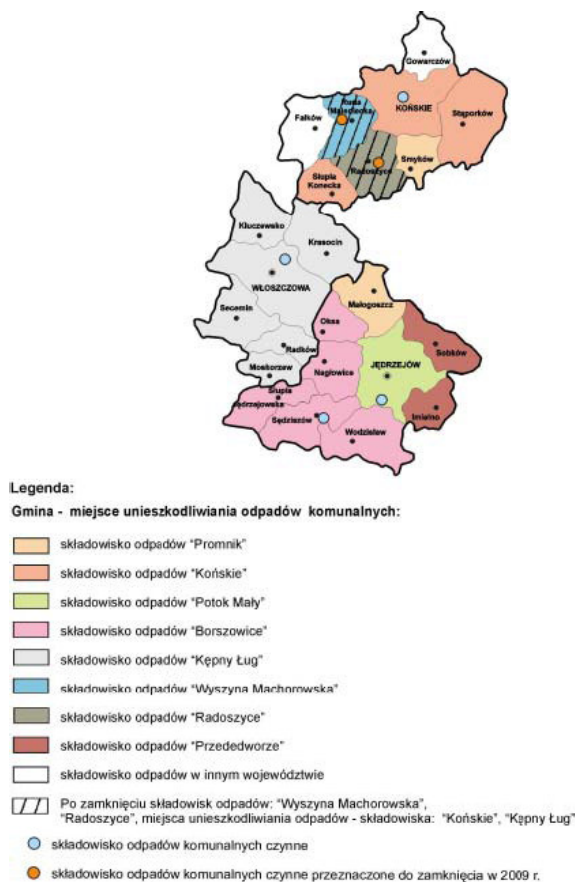 Gowarczów
KOŃSKIE
Stąporków
Ruda
Maleniecka
Fałków
Radoszyce
Smyków
Słupia
Konecka
Kluczewsko
Krasocin
WŁOSZCZOWA
Małogoszcz
Secemin
Oksa
Sobków
Radków
Nagłowice
JĘDRZEJÓW
Moskorzew
Słupia
Jędrzejowska
Imielno
Sędziszów
Wodzisław
Legenda:
Gmina - miejsce unieszkodliwiania odpadów komunalnych:
składowisko odpadów "Promnik"
składowisko odpadów "Końskie"
składowisko odpadów "Potok Mały"
składowisko odpadów "Borszowice"
składowisko odpadów "Kępny Ług"
składowisko odpadów "Wyszyna Machorowska"
składowisko odpadów "Radoszyce"
składowisko odpadów "Przededworze"
składowisko odpadów w innym województwie
Po zamknięciu składowisk odpadów: "Wyszyna Machorowska",
"Radoszyce", miejsca unieszkodliwiania odpadów - składowiska: "Końskie", "Kępny Ług"
składowisko odpadów komunalnych czynne
składowisko odpadów komunalnych czynne przeznaczone do zamknięcia w 2009 r.